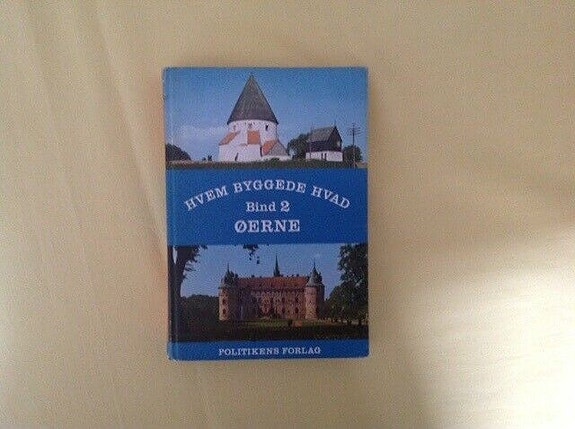 HVEM BYGGEDE HVAD
Bind 2
ØERNE
POLITIKENS FORLAG